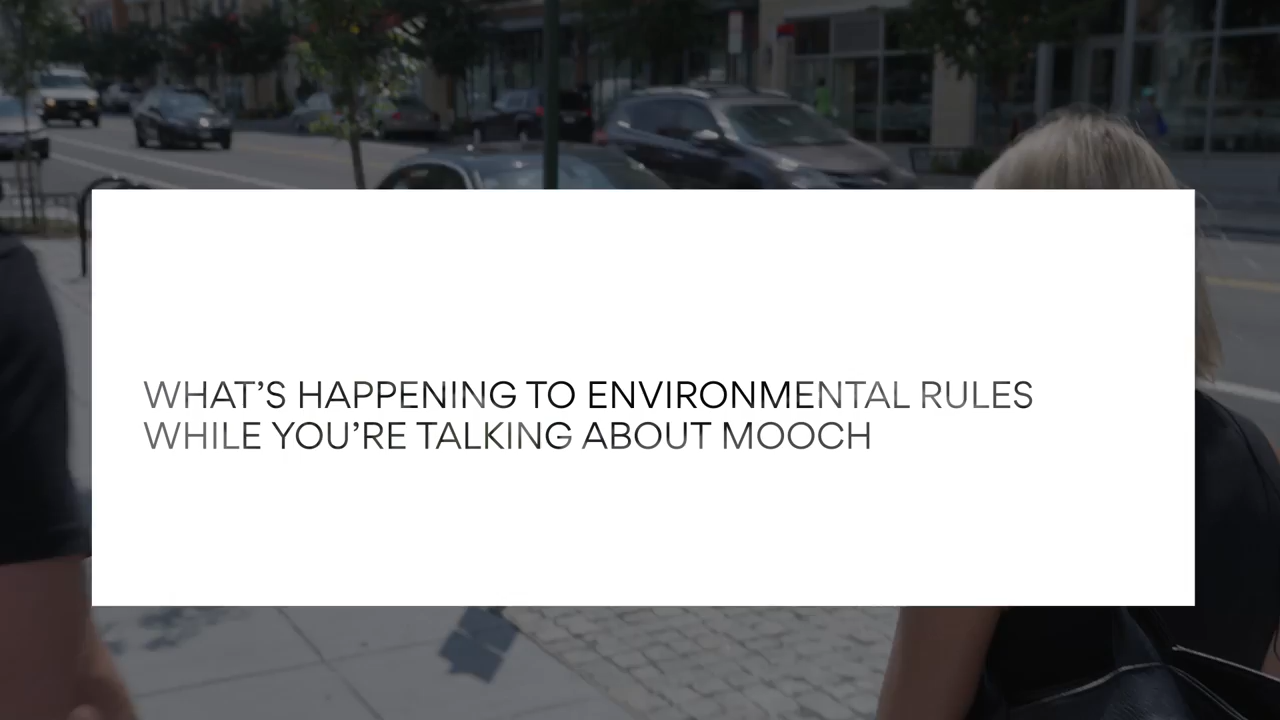 WHAT’S HAPPENING TO ENVIRONMENTAL RULES
WHILE YOU’RE TALKING ABOUT MOOCH